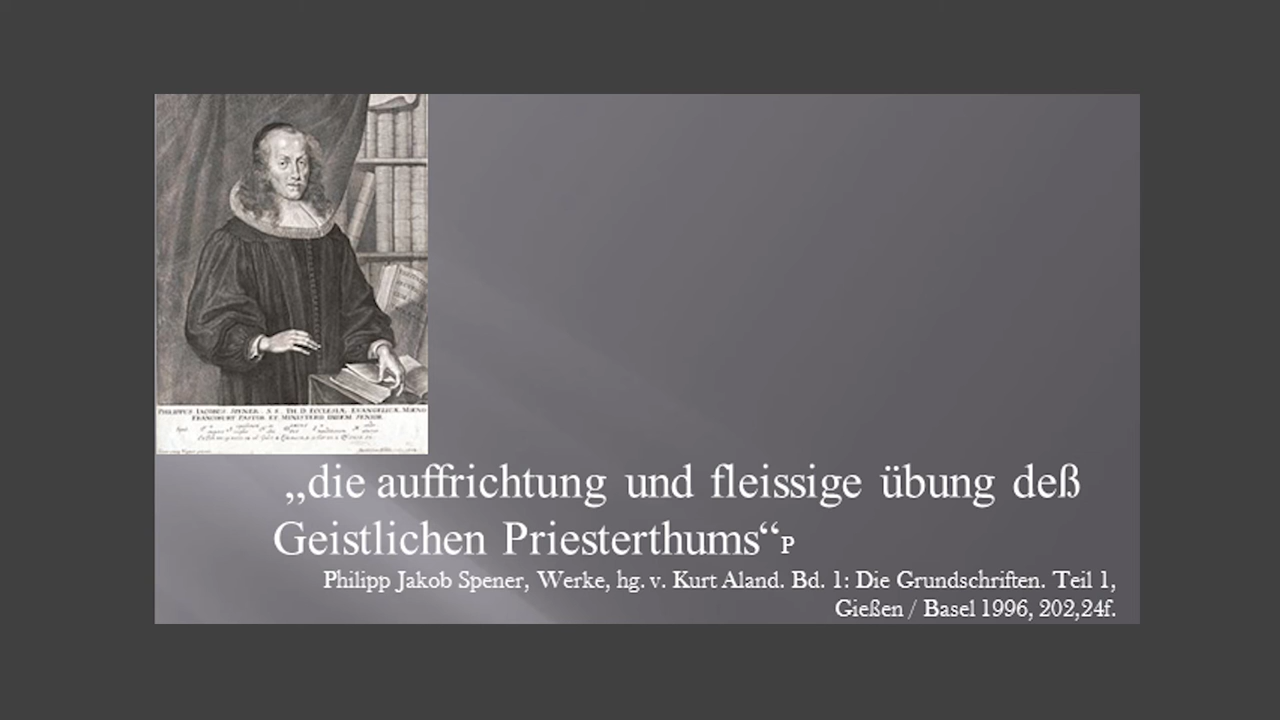 PHILIPPUS IACOBUS SPENER. S.S. TH. D. ECCLESIÆ EVANGELICÆ MŒNO
FRANCOFURT PASTOR ET MINISTERII ORDEM SENIOR
„die auffrichtung und fleissige übung deß
Geistlichen Priesterthums“P
Philipp Jakob Spener, Werke, hg. v. Kurt Aland. Bd. 1: Die Grundschriften. Teil 1,
Gießen / Basel 1996, 202,24f.